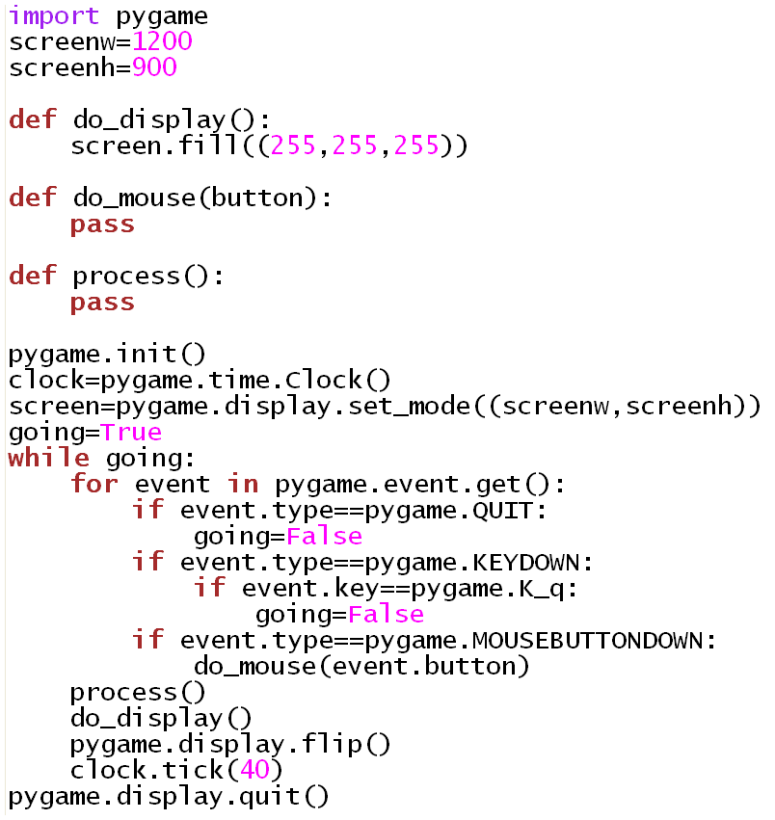 import pygame
screenw=1200
screenh=900

def do_display():
    screen.fill((255,255,255))

def do_mouse(button):
    pass

def process():
    pass

pygame.init()
clock=pygame.time.Clock()
screen=pygame.display.set_mode((screenw,screenh))
going=True
while going:
    for event in pygame.event.get():
        if event.type==pygame.QUIT:
            going=False
        if event.type==pygame.KEYDOWN:
            if event.key==pygame.K_q:
                going=False
        if event.type==pygame.MOUSEBUTTONDOWN:
            do_mouse(event.button)
    process()
    do_display()
    pygame.display.flip()
    clock.tick(40)
pygame.display.quit()